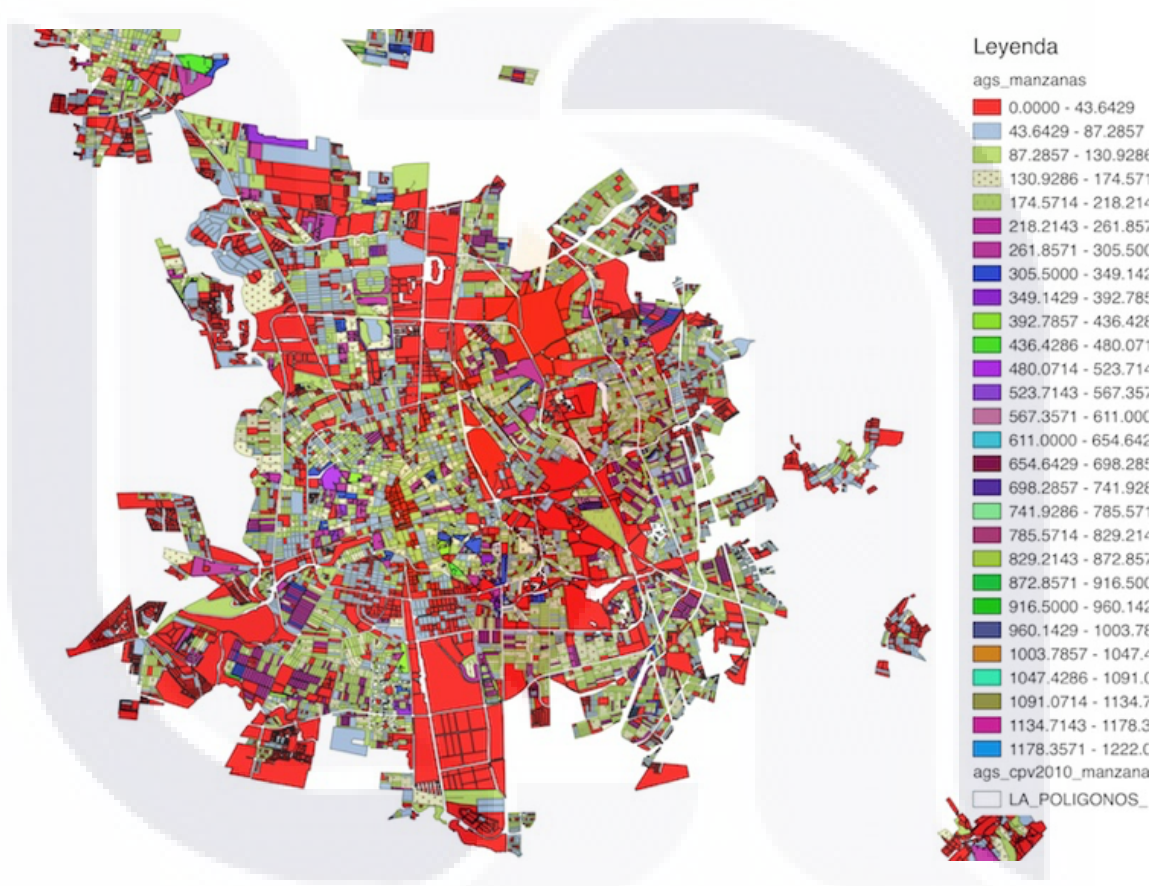 Leyenda
ags_manzanas
0.0000 - 43.6429
43.6429 - 87.2857
87.2857 - 130.9286
130.9286 - 174.571
174.5714 - 218.214
218.2143 - 261.857
261.8571 - 305.500
305.5000 - 349.142
349.1429 - 392.785
392.7857 - 436.428
436.4286 - 480.071
480.0714 - 523.714
523.7143 - 567.357
567.3571 - 611.000
611.0000 - 654.642
654.6429 - 698.285
698.2857 - 741.928
741.9286 - 785.571
785.5714 - 829.214
829.2143 - 872.857
872.8571 - 916.500
916.5000 - 960.142
960.1429 - 1003.78
1003.7857 - 1047.4
1047.4286 - 1091.0
1091.0714 - 1134.7
1134.7143 - 1178.3
1178.3571 - 1222.0
ags_cpv2010_manzana
LA_POLIGONOS_